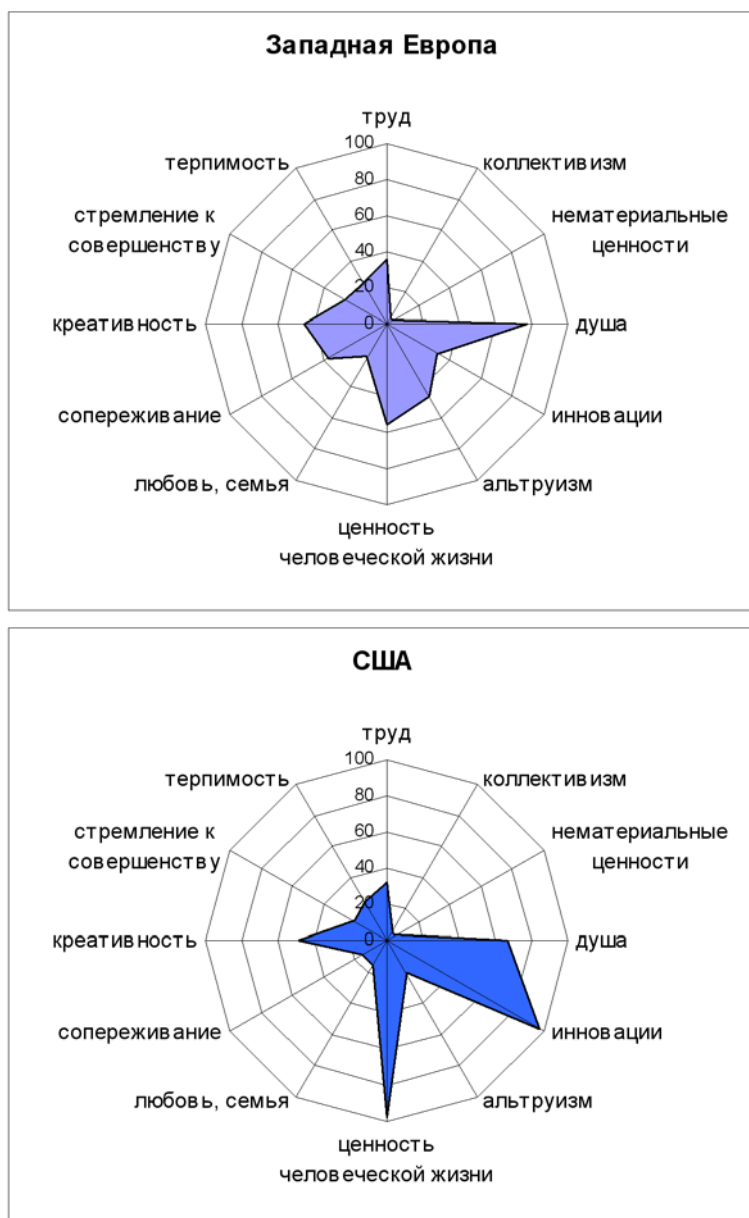 Западная Европа
труд
100
терпимость
коллективизм
80
стремление к
совершенству
нематериальные
ценности
60
40
20
креативность
0
душа
сопереживание
инновации
любовь, семья
альтруизм
ценность
человеческой жизни
США
труд
100
терпимость
коллективизм
80
стремление к
совершенству
нематериальные
ценности
60
40
20
креативность
0
душа
сопереживание
инновации
любовь, семья
альтруизм
ценность
человеческой жизни